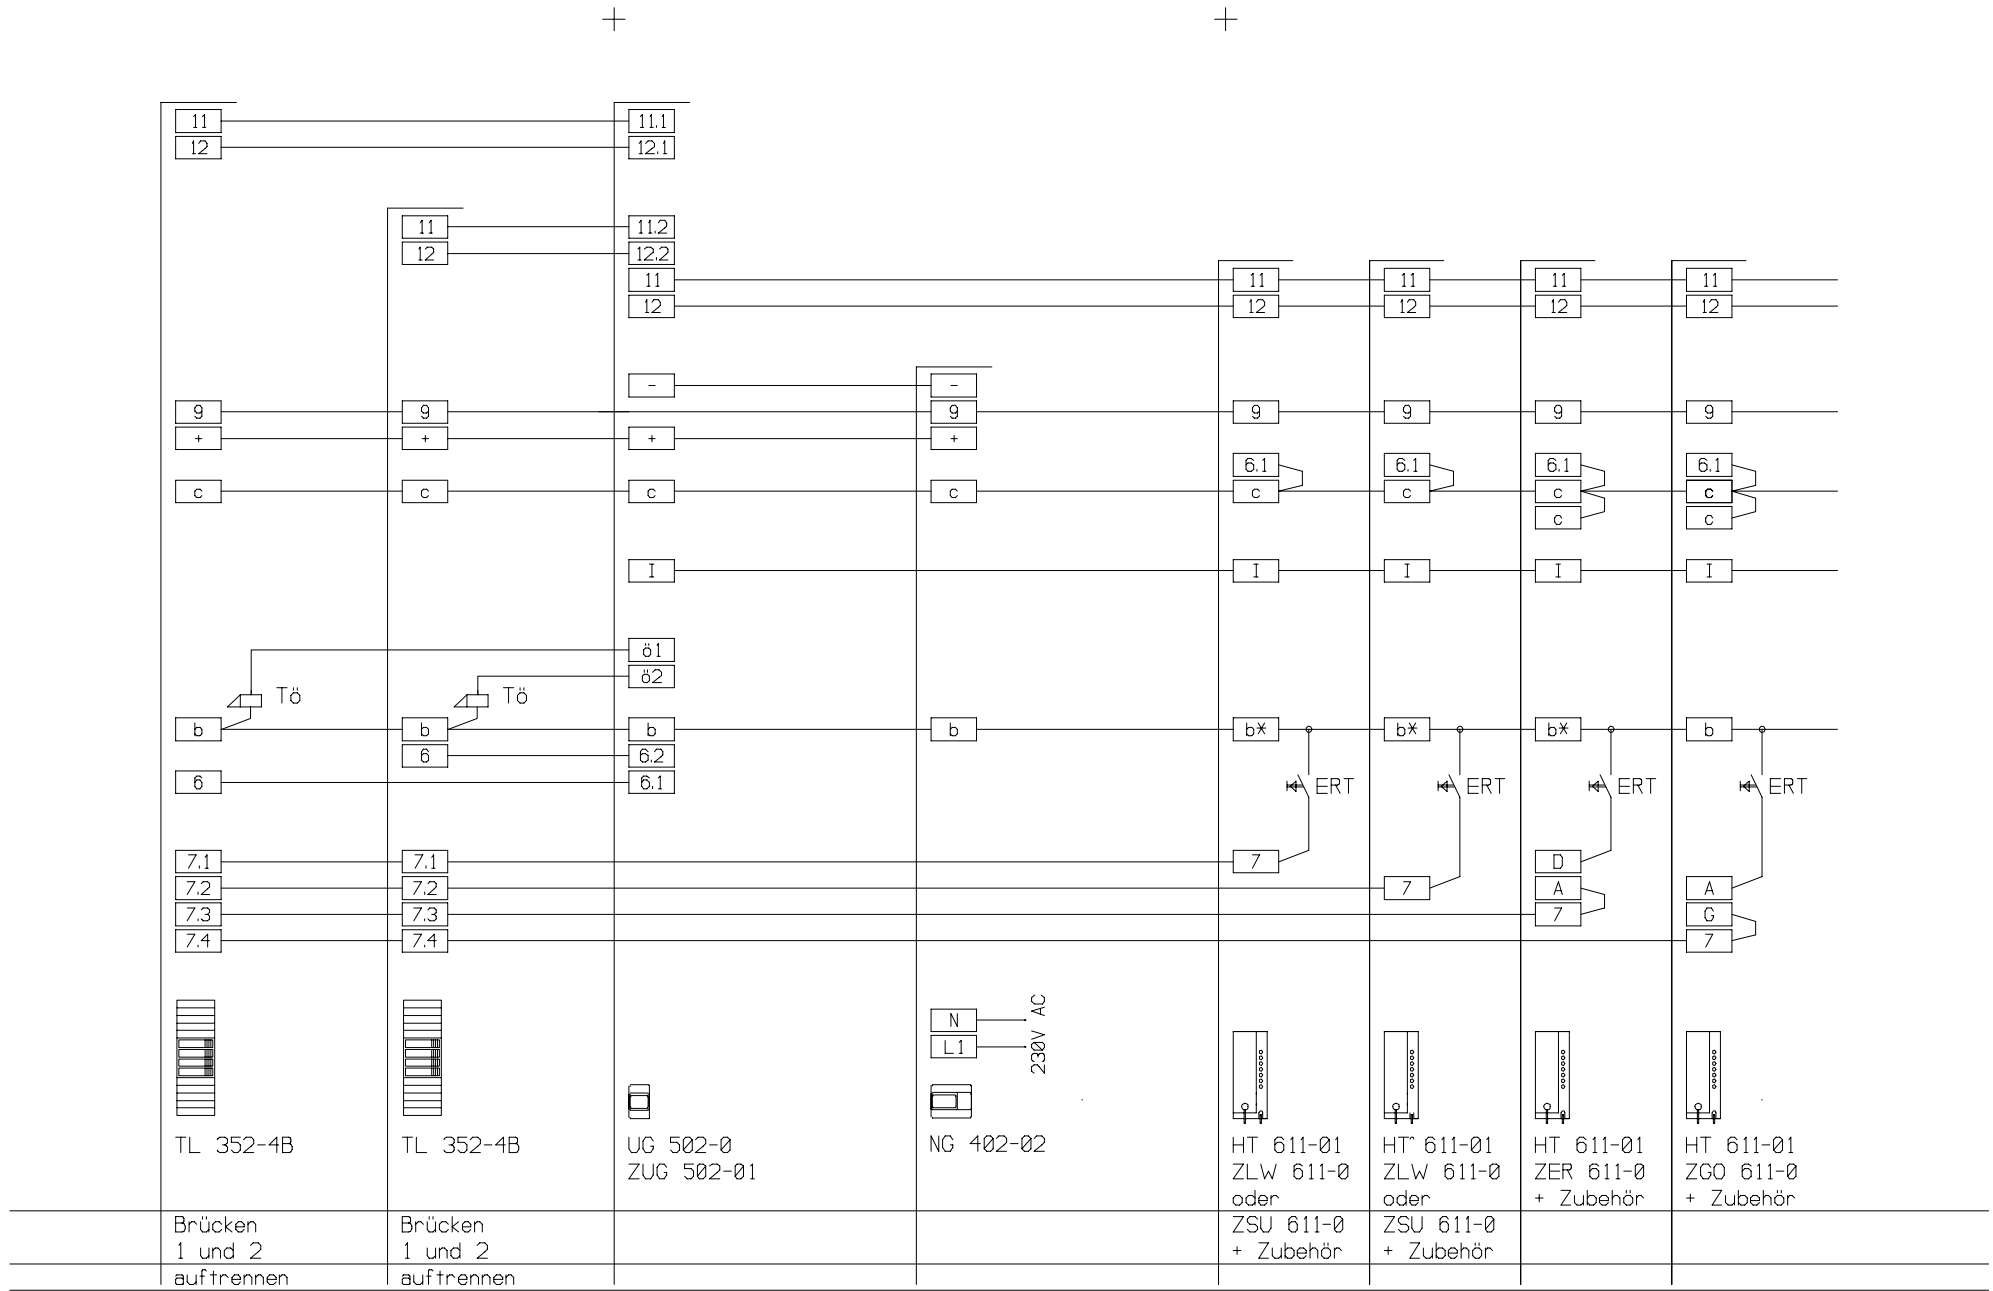 11 11.1
12 12.1
11 11.2
12 12.2
11 11 11 11 11
12 12 12 12 12
- -
9 9 9 9 9 9 9
+ + + +
6.1 6.1 6.1 6.1
c c c c c c c c
c c
I I I I I
ö1
ö2
Tö Tö
b b b b b* b* b* b
6 6.2
6 6.1
ERT ERT ERT ERT
7.1 7.1 7 D
7.2 7.2 7 A A
7.3 7.3 7 G
7.4 7.4 7
N
L1
230V AC
TL 352-4B TL 352-4B UG 502-0 NG 402-02 HT 611-01 HT^ 611-01 HT 611-01 HT 611-01
ZUG 502-01 ZLW 611-0 ZLW 611-0 ZER 611-0 ZGO 611-0
oder oder + Zubehör + Zubehör
Brücken Brücken ZSU 611-0 ZSU 611-0
1 und 2 1 und 2 + Zubehör + Zubehör
auftrennen auftrennen